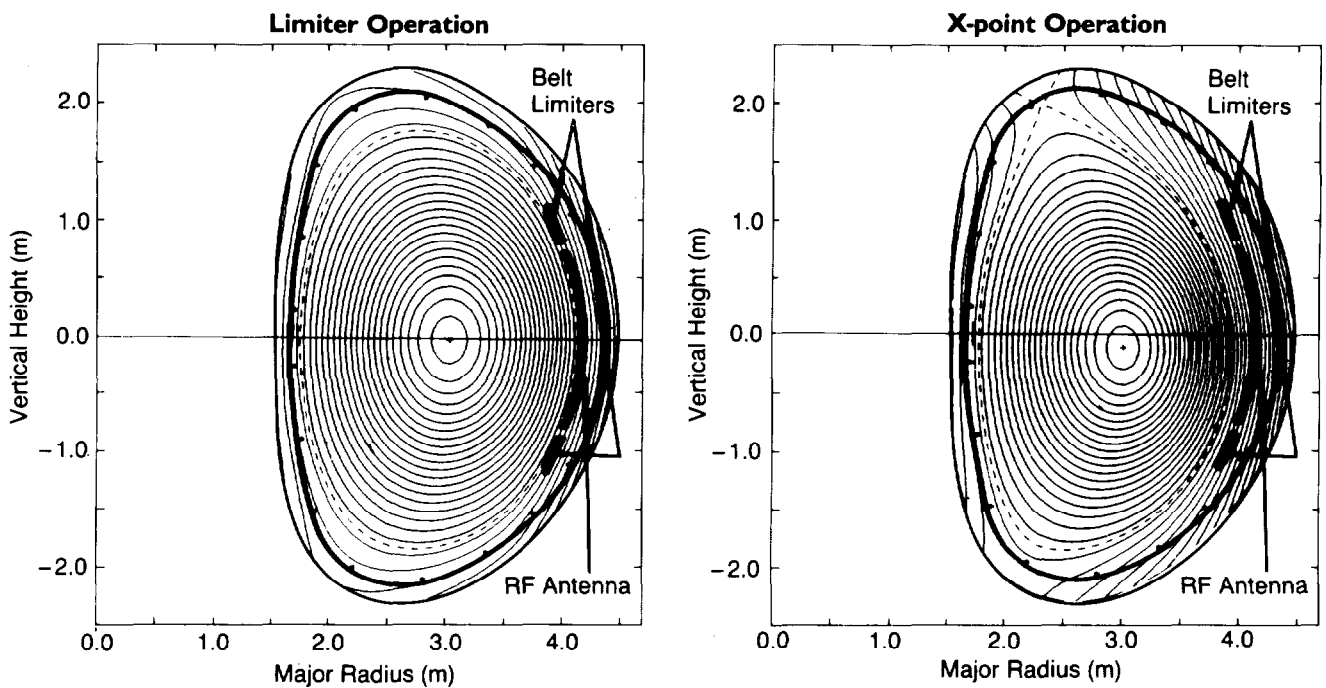 Limiter Operation
Belt
Limiters
2.0
1.0
0.0
−1.0
−2.0
Vertical Height (m)
RF Antenna
0.0
1.0
2.0
3.0
4.0
Major Radius (m)
X-point Operation
Belt
Limiters
2.0
1.0
0.0
−1.0
−2.0
Vertical Height (m)
RF Antenna
0.0
1.0
2.0
3.0
4.0
Major Radius (m)